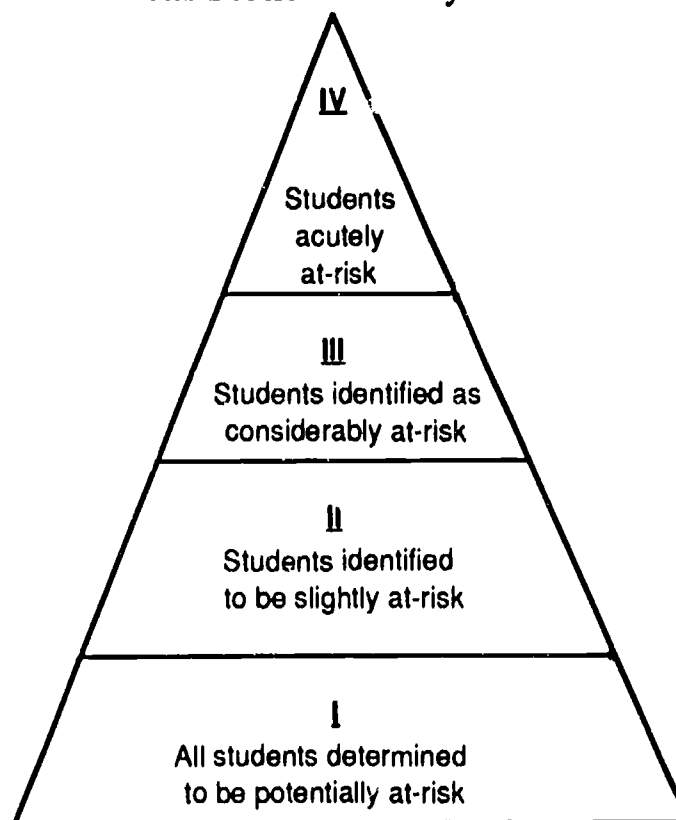 IV
Students
acutely
at-risk
III
Students identified as
considerably at-risk
II
Students identified
to be slightly at-risk
I
All students determined
to be potentially at-risk